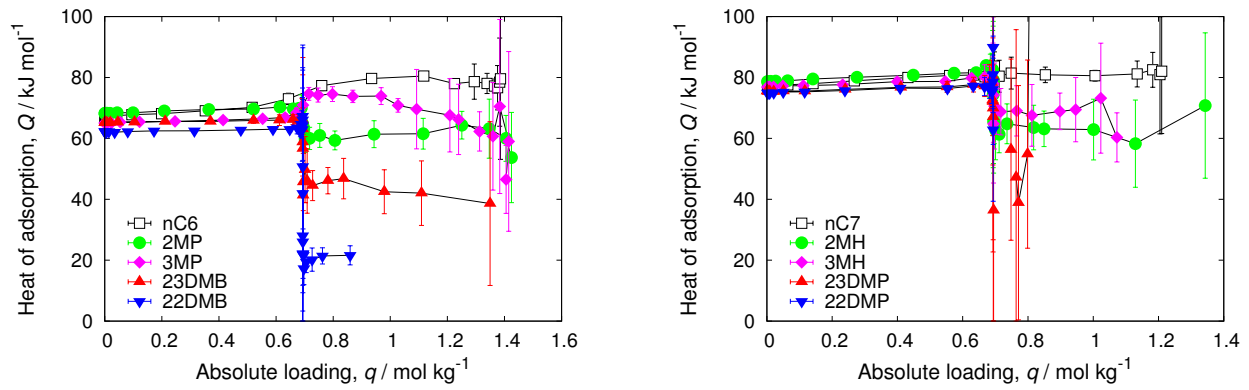 100
80
60
40
20
0
Heat of adsorption, Q / kJ mol-1
nC6
2MP
3MP
23DMB
22DMB
0 0.2 0.4 0.6 0.8 1 1.2 1.4 1.6
Absolute loading, q / mol kg-1
100
80
60
40
20
0
Heat of adsorption, Q / kJ mol-1
nC7
2MH
3MH
23DMP
22DMP
0 0.2 0.4 0.6 0.8 1 1.2 1.4
Absolute loading, q / mol kg-1